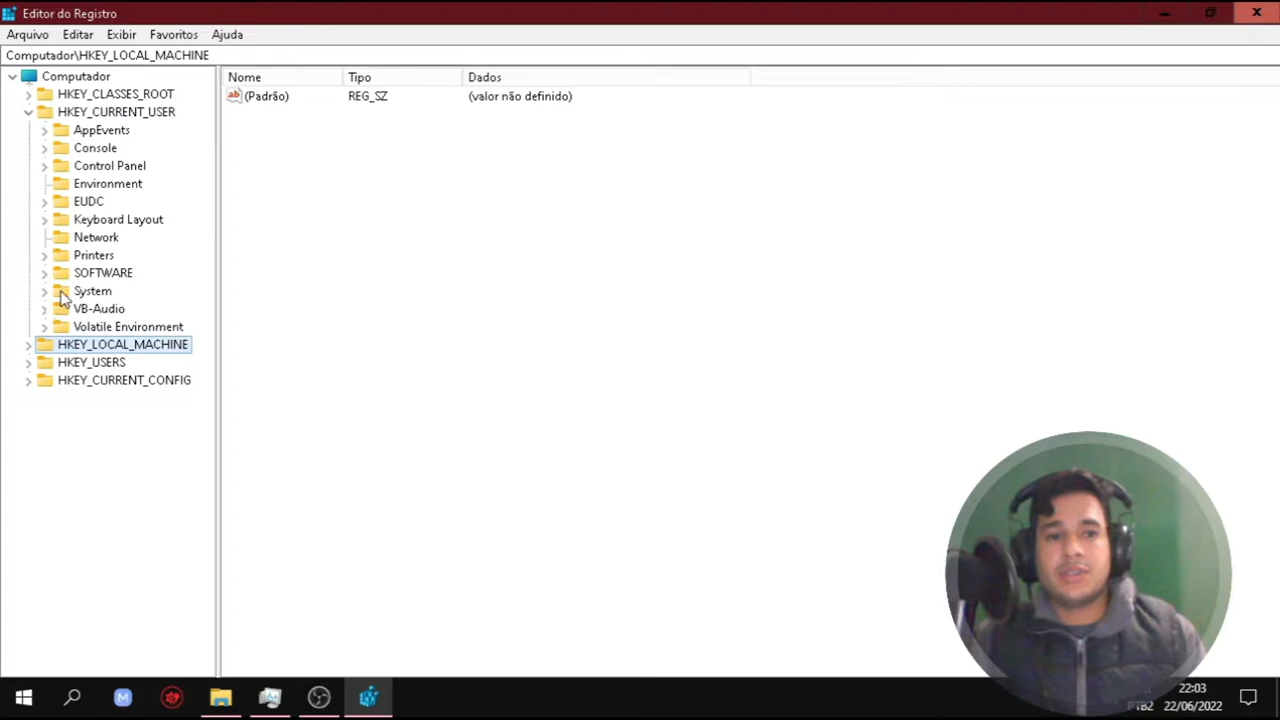 Editor do Registro
Arquivo Editar Exibir Favoritos Ajuda
Computador\HKEY_LOCAL_MACHINE
Computador
HKEY_CLASSES_ROOT
HKEY_CURRENT_USER
AppEvents
Console
Control Panel
Environment
EUDC
Keyboard Layout
Network
Printers
SOFTWARE
System
VB-Audio
Volatile Environment
HKEY_LOCAL_MACHINE
HKEY_USERS
HKEY_CURRENT_CONFIG
Nome Tipo Dados
ab (Padrão) REG_SZ (valor não definido)
22:03
PTB2 22/06/2022